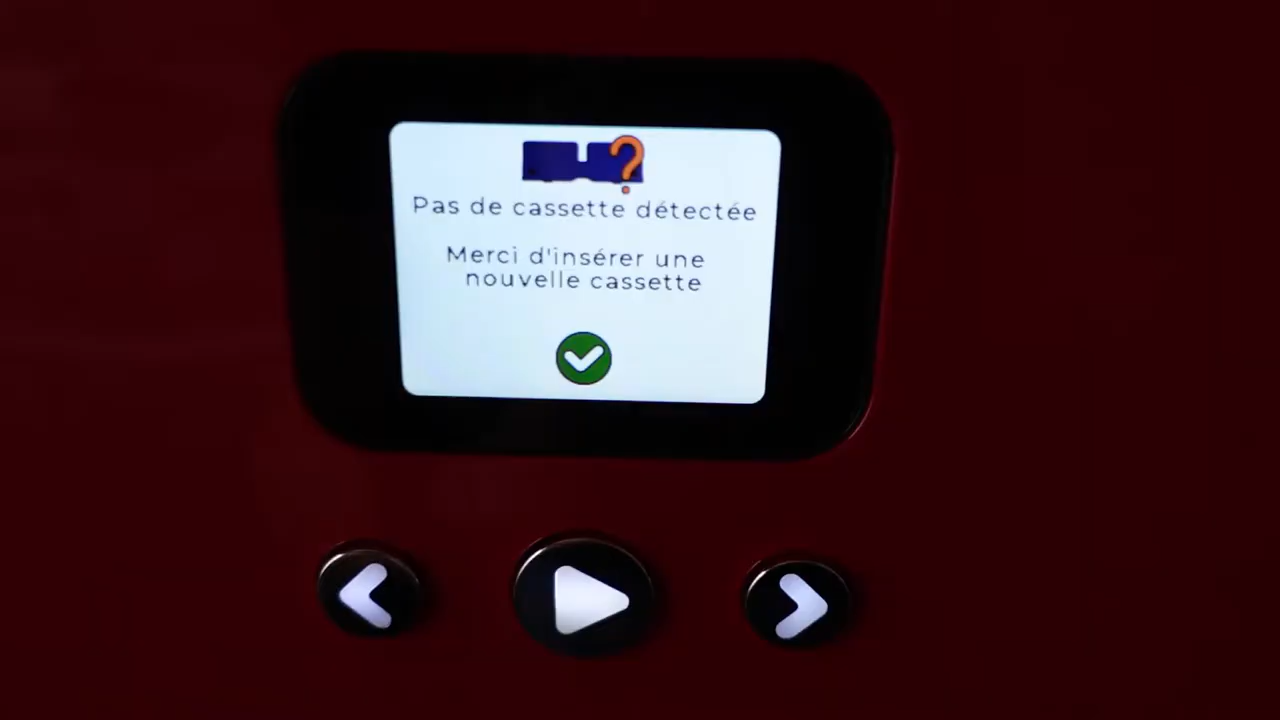 Pas de cassette détectée
Merci d'insérer une
nouvelle cassette